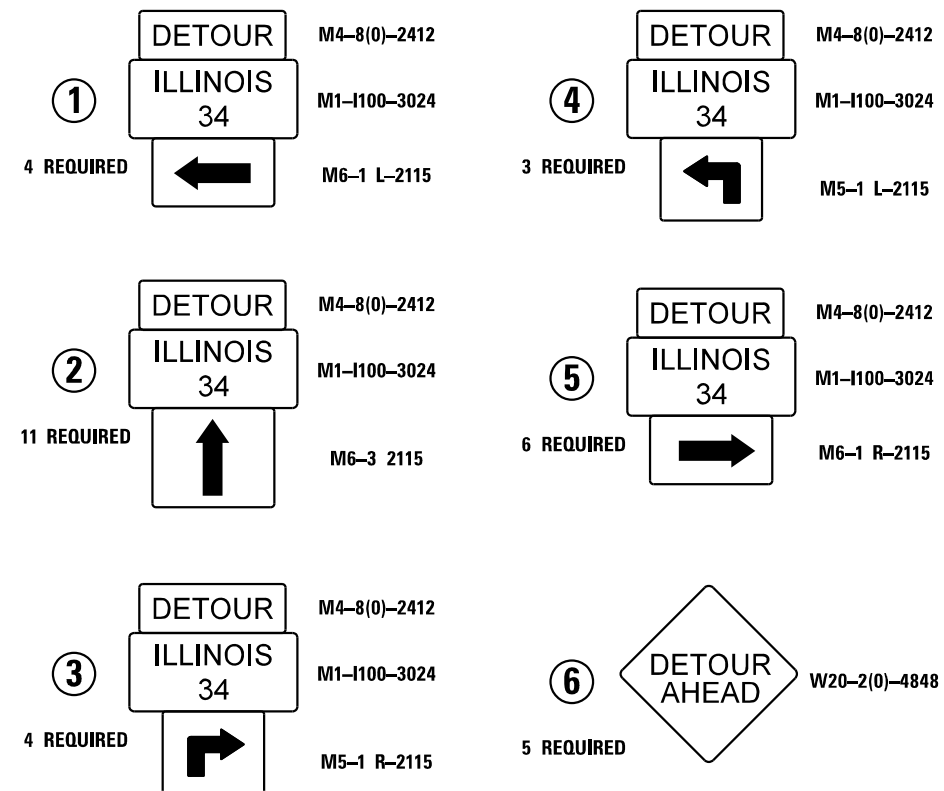 DETOUR M4–8(0)–2412
ILLINOIS
34
M1–I100–3024
1
4 REQUIRED
M6–1 L–2115
DETOUR M4–8(0)–2412
ILLINOIS
34
M1–I100–3024
2
11 REQUIRED
M6–3 2115
DETOUR M4–8(0)–2412
ILLINOIS
34
M1–I100–3024
3
4 REQUIRED
M5–1 R–2115
DETOUR M4–8(0)–2412
ILLINOIS
34
M1–I100–3024
4
3 REQUIRED
M5–1 L–2115
DETOUR M4–8(0)–2412
ILLINOIS
34
M1–I100–3024
5
6 REQUIRED
M6–1 R–2115
6
DETOUR
AHEAD
W20–2(0)–4848
5 REQUIRED